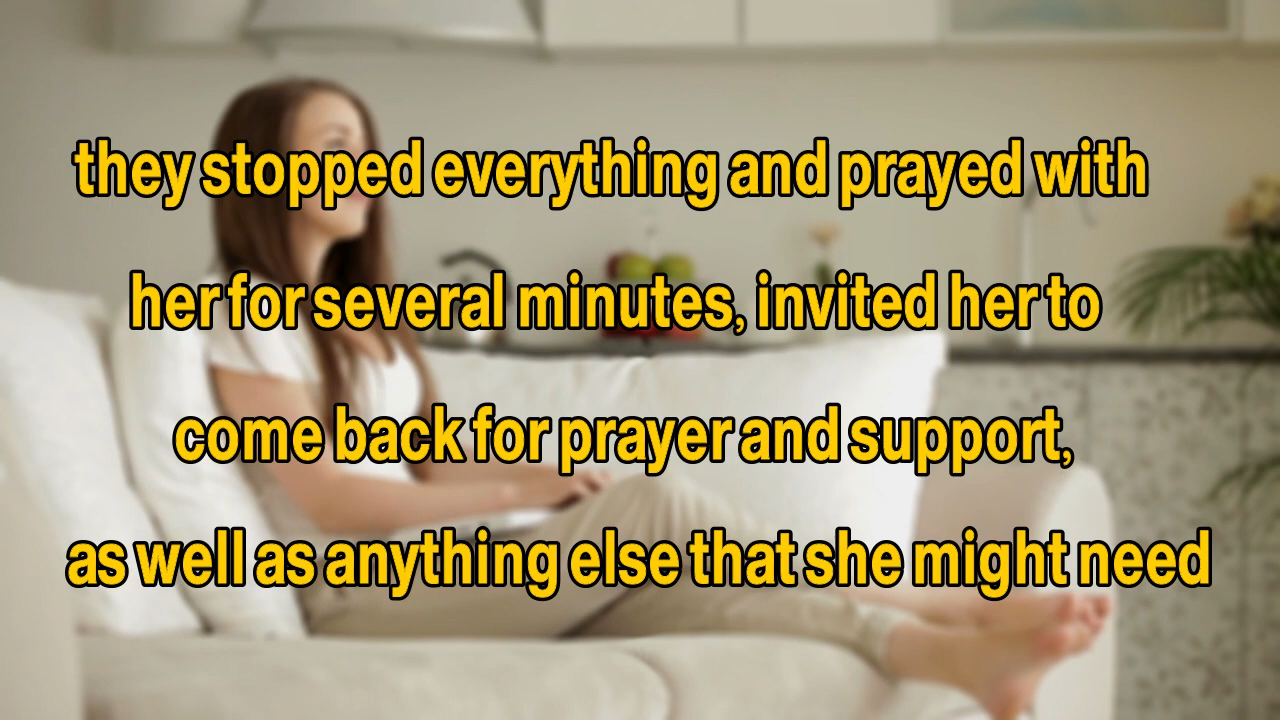 they stopped everything and prayed with
her for several minutes, invited her to
come back for prayer and support,
as well as anything else that she might need